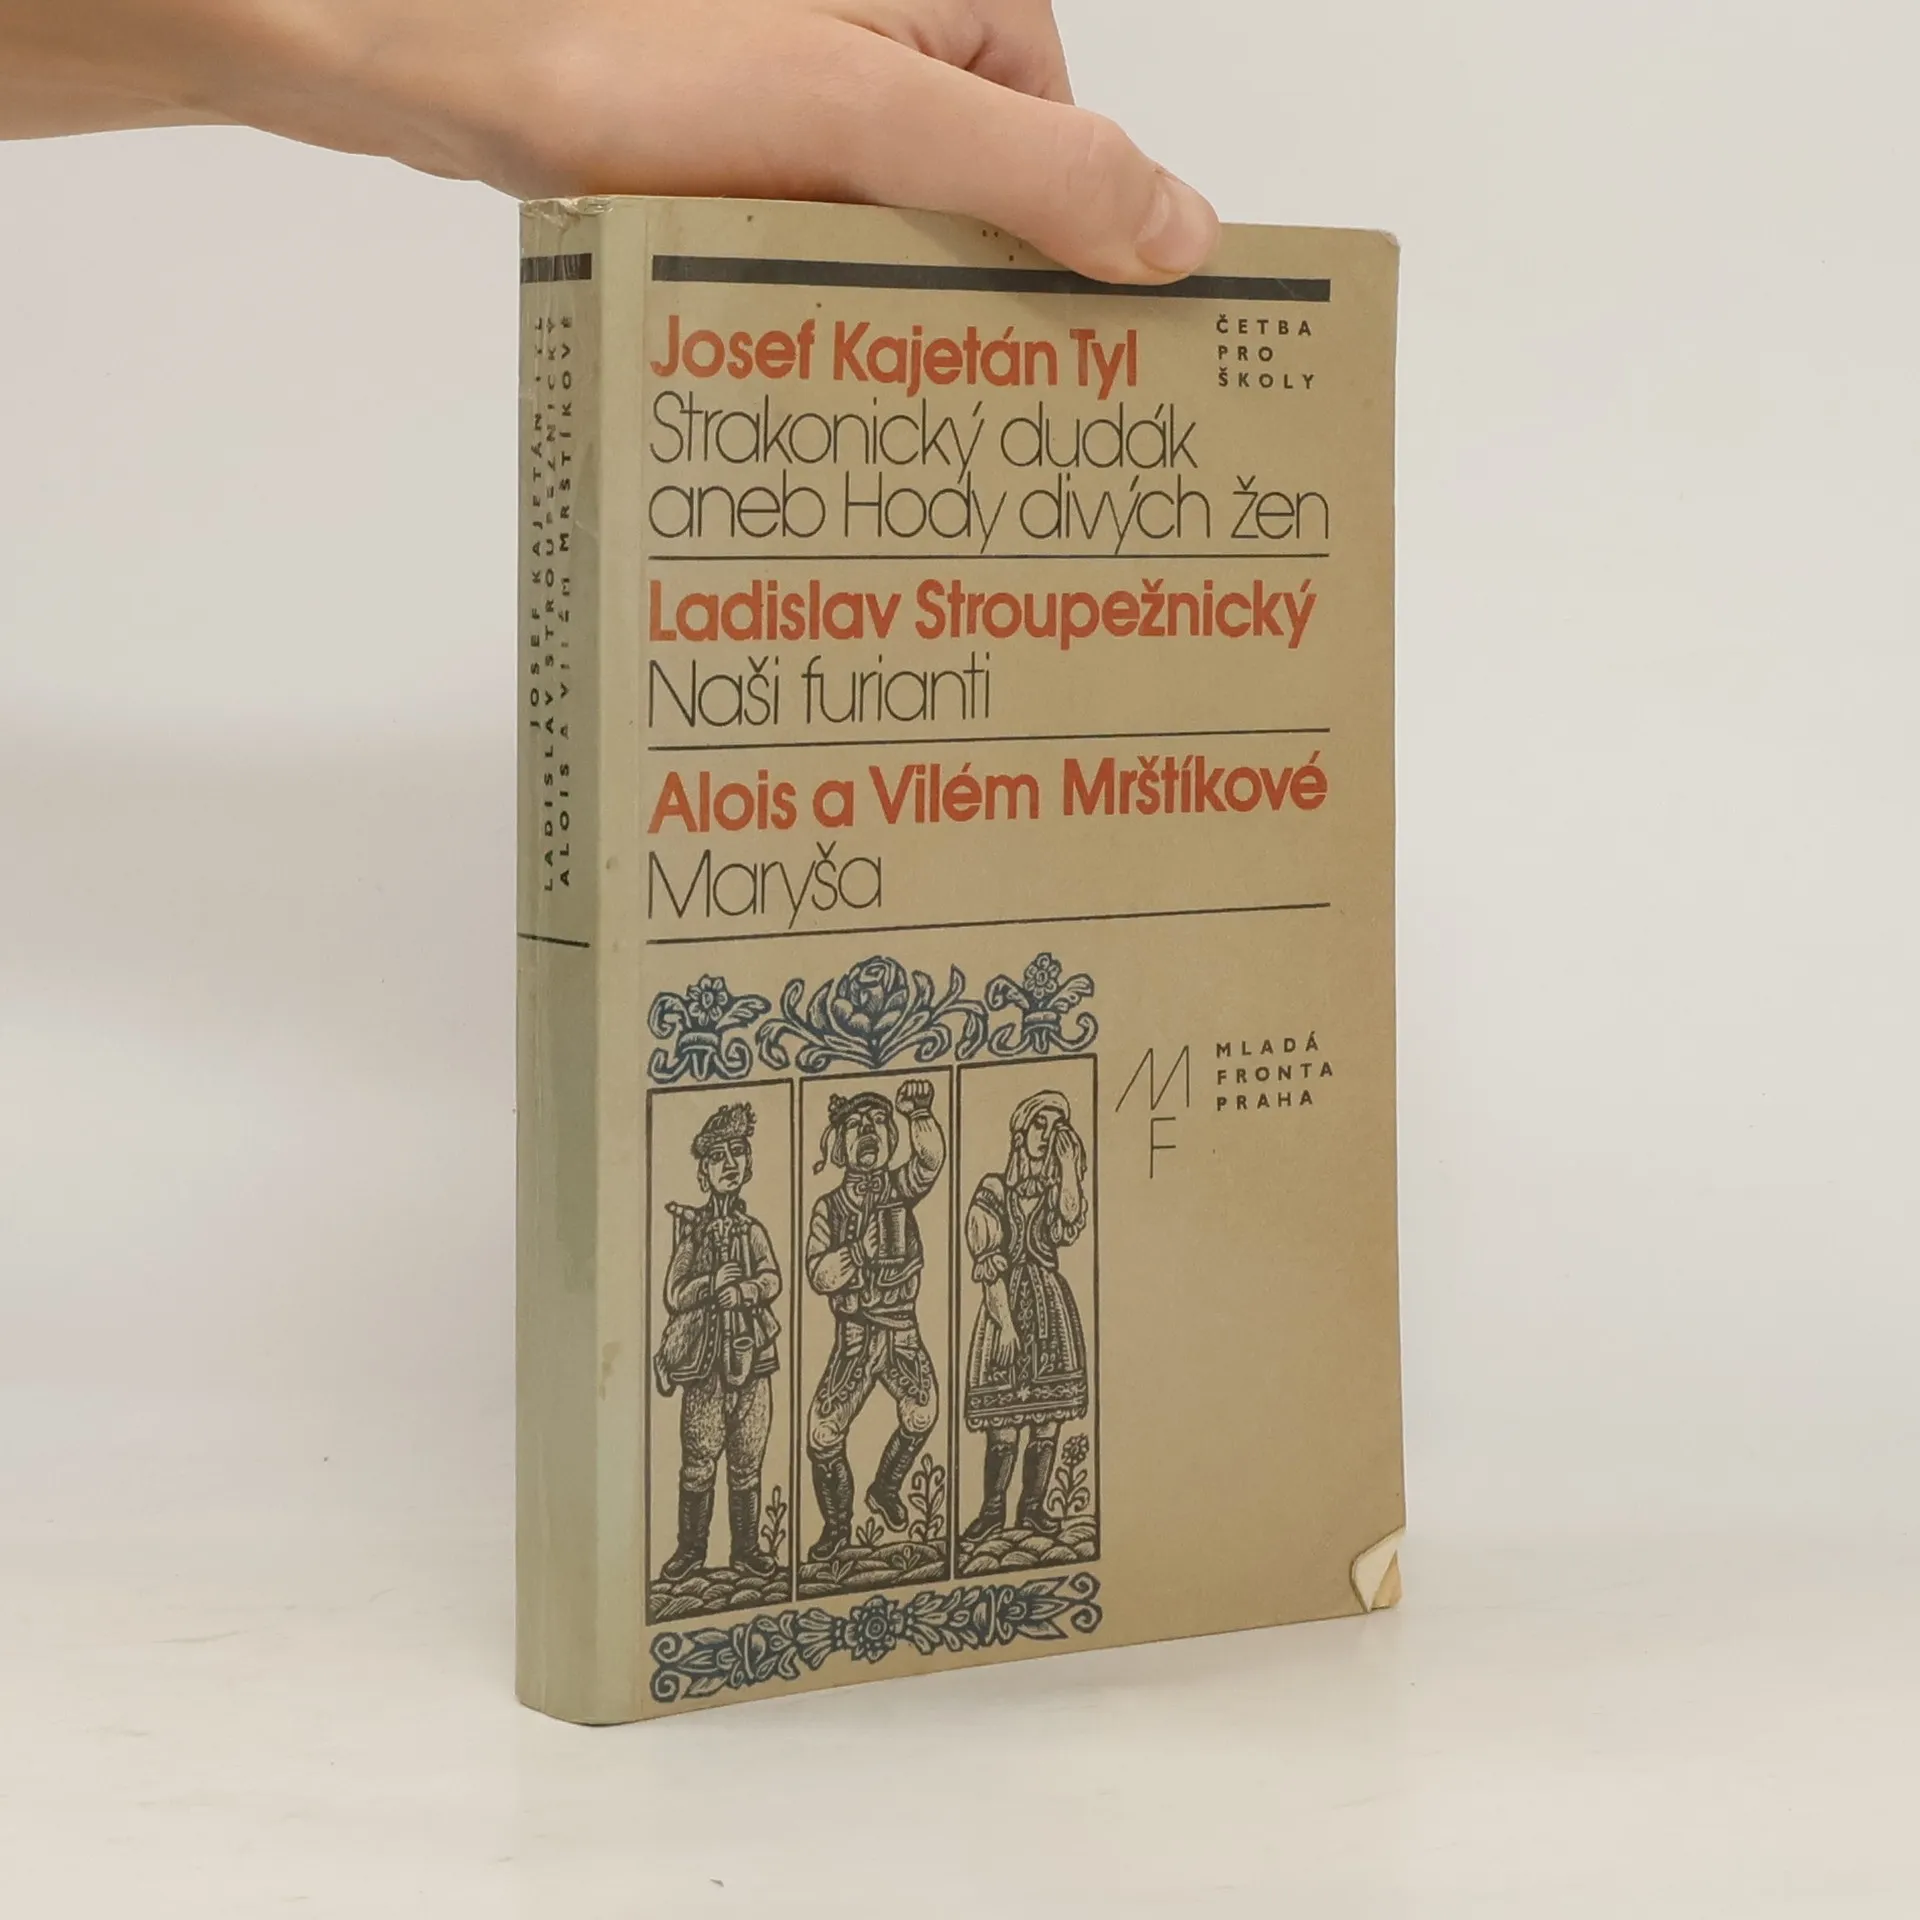 Josef Kajetán Tyl
Strakonický dudák
aneb Hody divých žen
ČETBA
PRO
ŠKOLY
Ladislav Stroupežnický
Naši furianti
Alois a Vilém Mrštíkové
Maryša
M
F
MLADÁ
FRONTA
PRAHA
JOSEF KAJETÁN TYL
LADISLAV STROUPEŽNICKÝ
ALOIS A VILÉM MRŠTÍKOVÉ